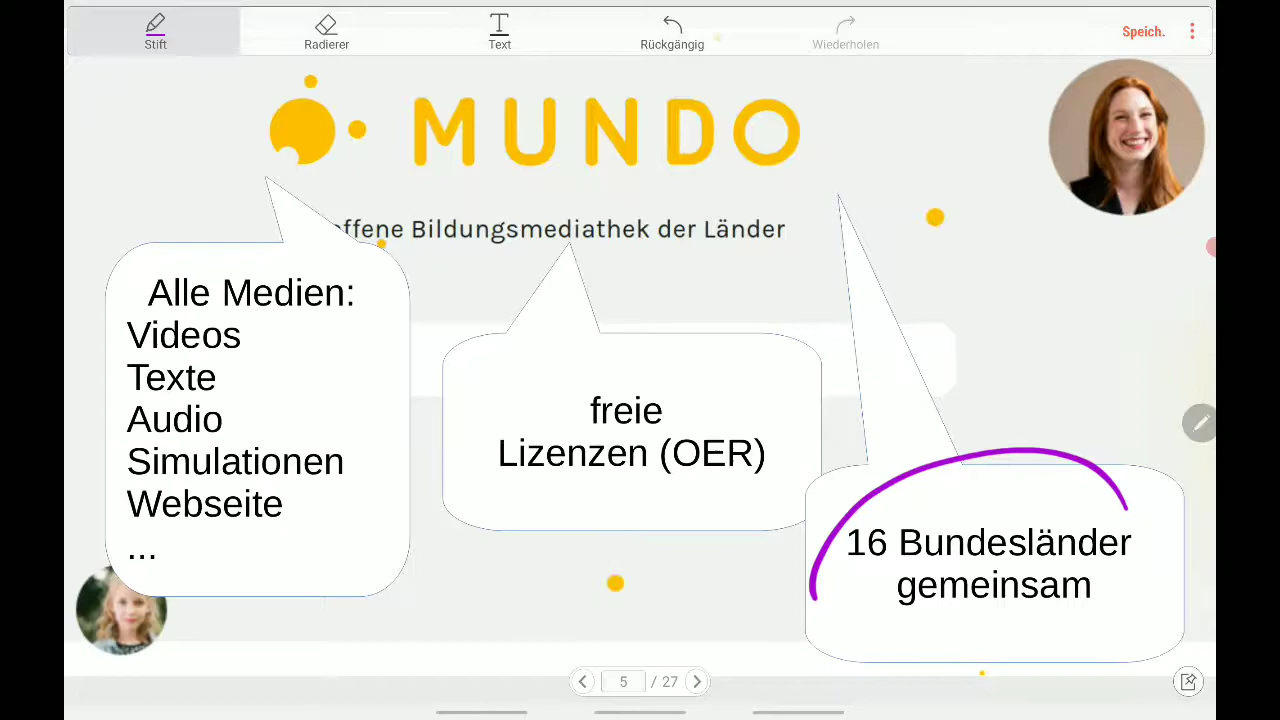 Stift
Radierer
Text
Rückgängig
Wiederholen
Speich.
MUNDO
offene Bildungsmediathek der Länder
Alle Medien:
Videos
Texte
Audio
Simulationen
Webseite
...
freie
Lizenzen (OER)
16 Bundesländer
gemeinsam
5 / 27